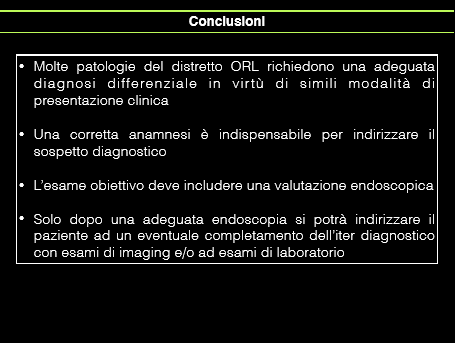 Conclusioni
• Molte patologie del distretto ORL richiedono una adeguata
diagnosi differenziale in virtù di simili modalità di
presentazione clinica
• Una corretta anamnesi è indispensabile per indirizzare il
sospetto diagnostico
• L'esame obiettivo deve includere una valutazione endoscopica
• Solo dopo una adeguata endoscopia si potrà indirizzare il
paziente ad un eventuale completamento dell'iter diagnostico
con esami di imaging e/o ad esami di laboratorio